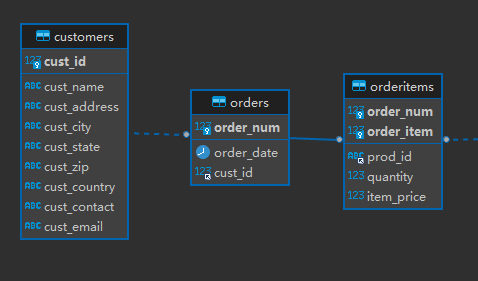 customers
123 cust_id
ABC cust_name
ABC cust_address
ABC cust_city
ABC cust_state
ABC cust_zip
ABC cust_country
ABC cust_contact
ABC cust_email
orders
123 order_num
order_date
123 cust_id
orderitems
123 order_num
123 order_item
ABC prod_id
123 quantity
123 item_price